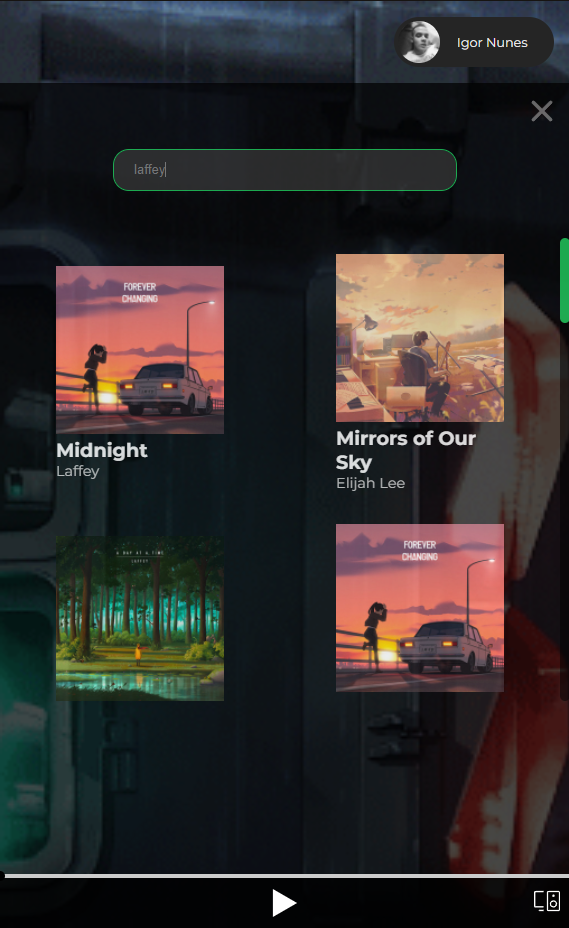 Igor Nunes
laffey
FOREVER
CHANGING
Midnight
Laffey
Mirrors of Our
Sky
Elijah Lee
A DAY AT A TIME
LAFFEY
FOREVER
CHANGING